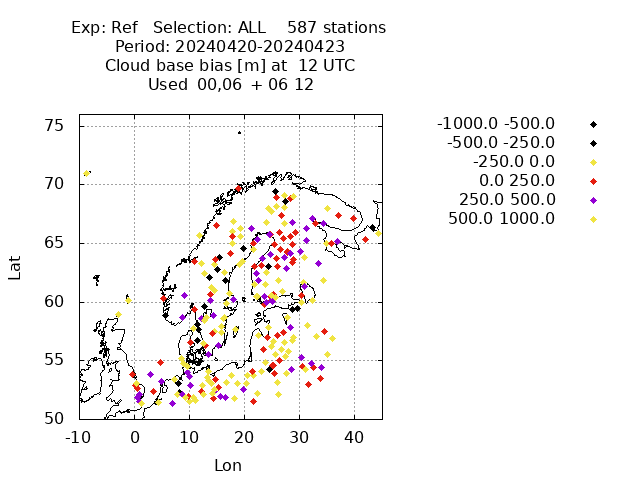 Exp: Ref Selection: ALL 587 stations
Period: 20240420-20240423
Cloud base bias [m] at 12 UTC
Used 00,06 + 06 12
-1000.0 -500.0
-500.0 -250.0
-250.0 0.0
0.0 250.0
250.0 500.0
500.0 1000.0
75
70
65
60
55
50
Lat
-10 0 10 20 30 40
Lon